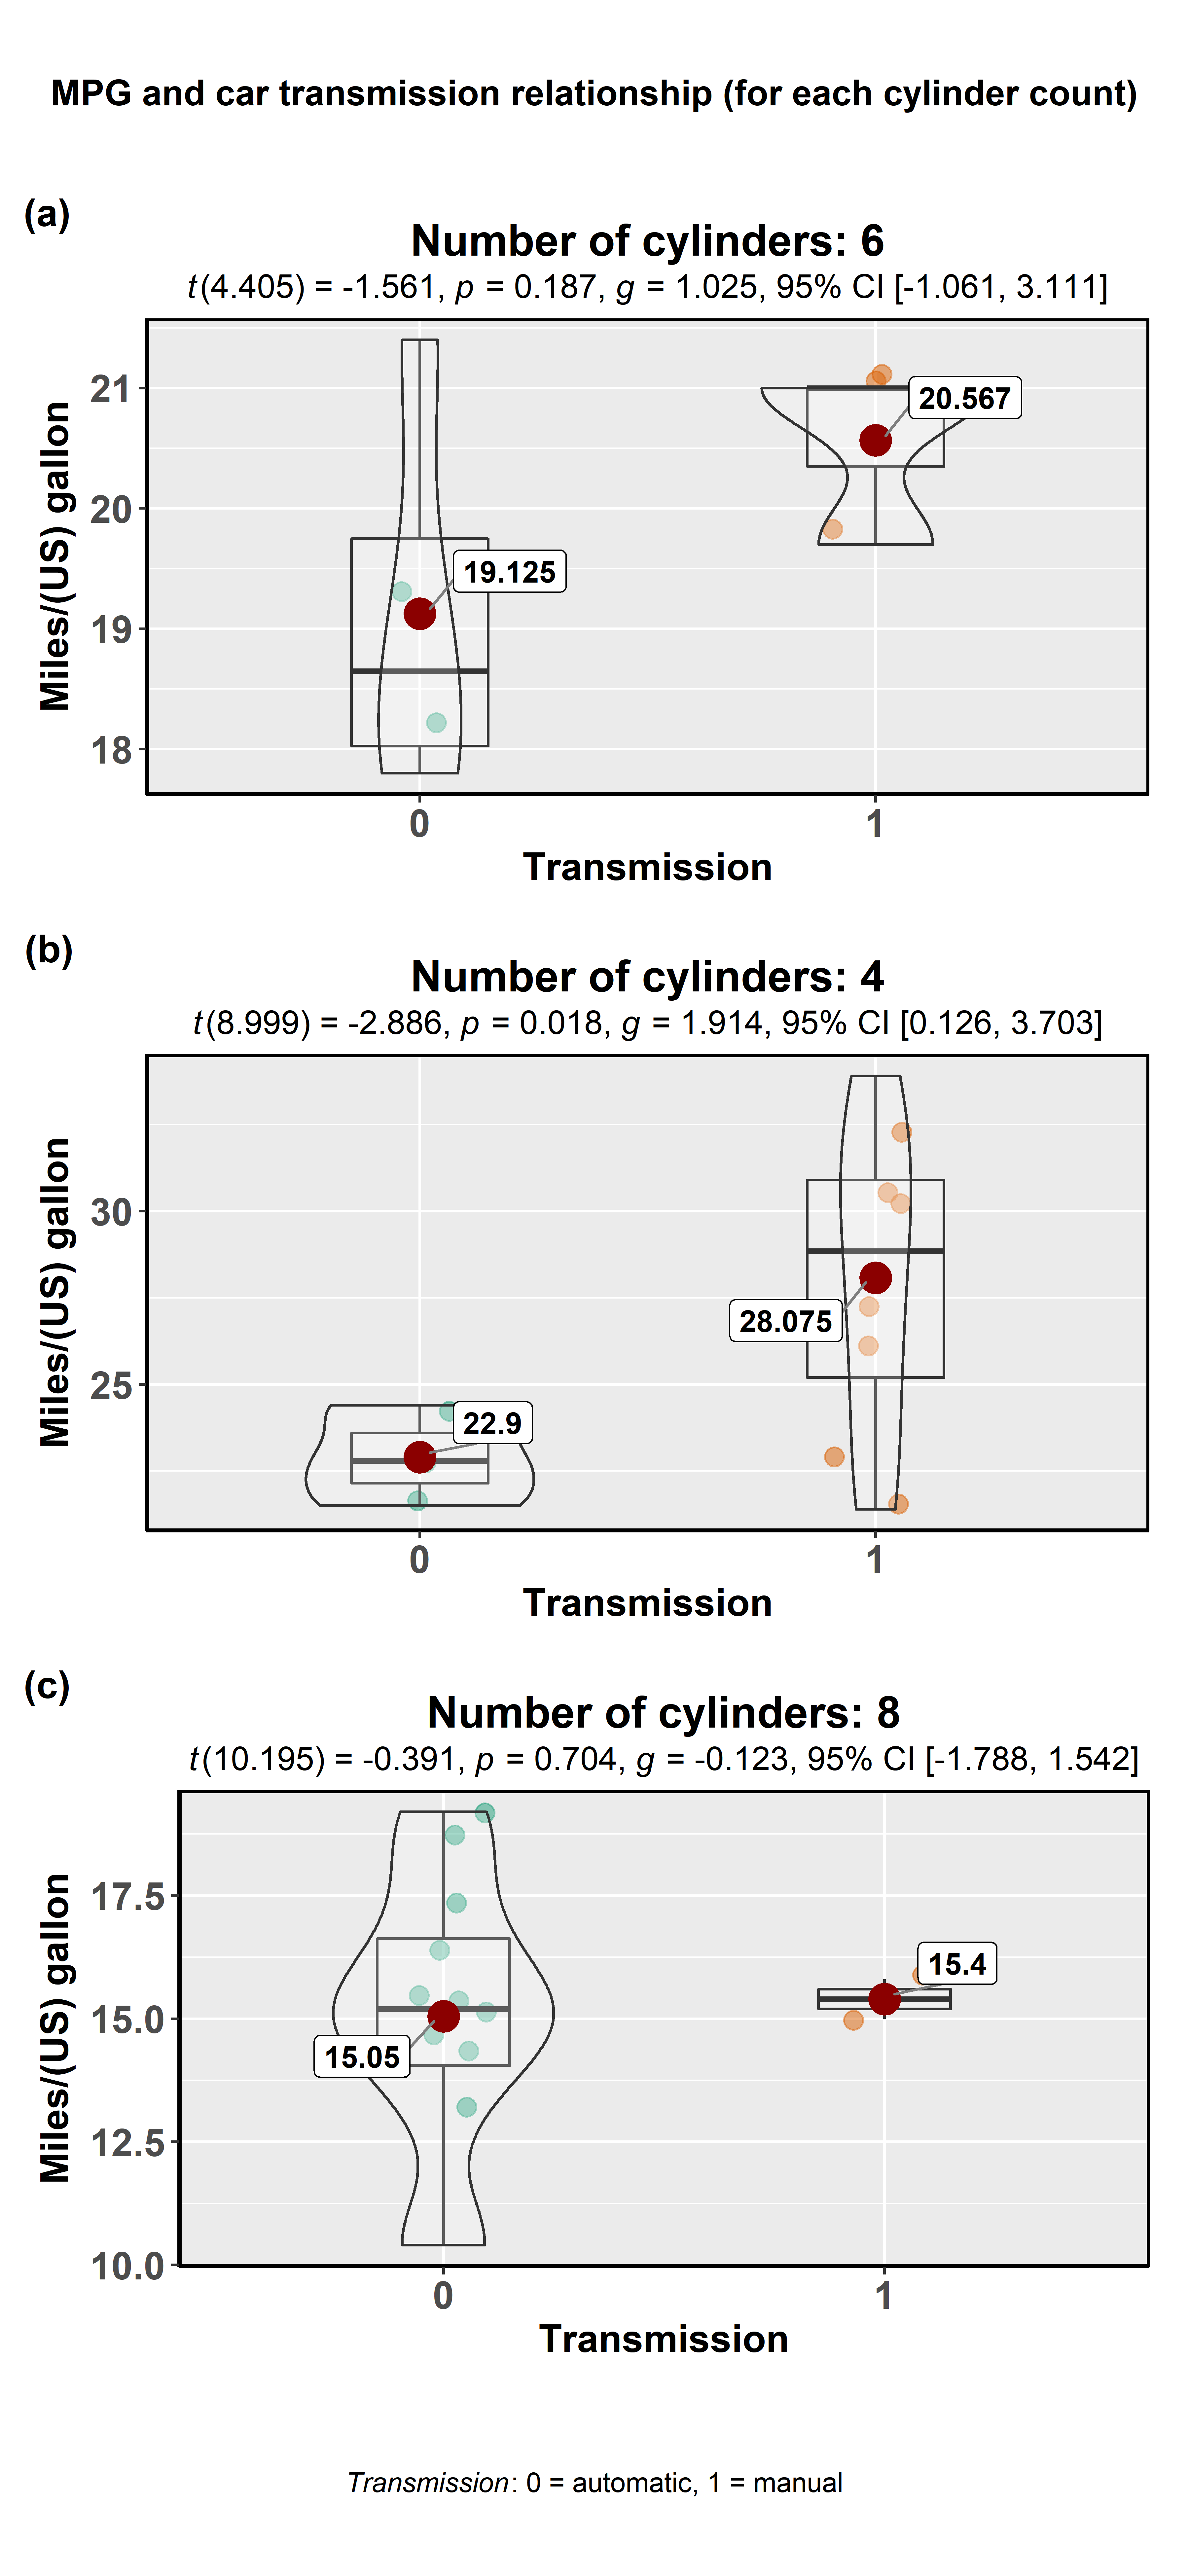 MPG and car transmission relationship (for each cylinder count)
(a)
Number of cylinders: 6
t(4.405) = -1.561, p = 0.187, g = 1.025, 95% CI [-1.061, 3.111]
Miles/(US) gallon
21
20
19
18
20.567
19.125
0
1
Transmission
(b)
Number of cylinders: 4
t(8.999) = -2.886, p = 0.018, g = 1.914, 95% CI [0.126, 3.703]
Miles/(US) gallon
30
25
28.075
22.9
0
1
Transmission
(c)
Number of cylinders: 8
t(10.195) = -0.391, p = 0.704, g = -0.123, 95% CI [-1.788, 1.542]
Miles/(US) gallon
17.5
15.0
12.5
10.0
15.4
15.05
0
1
Transmission
Transmission: 0 = automatic, 1 = manual